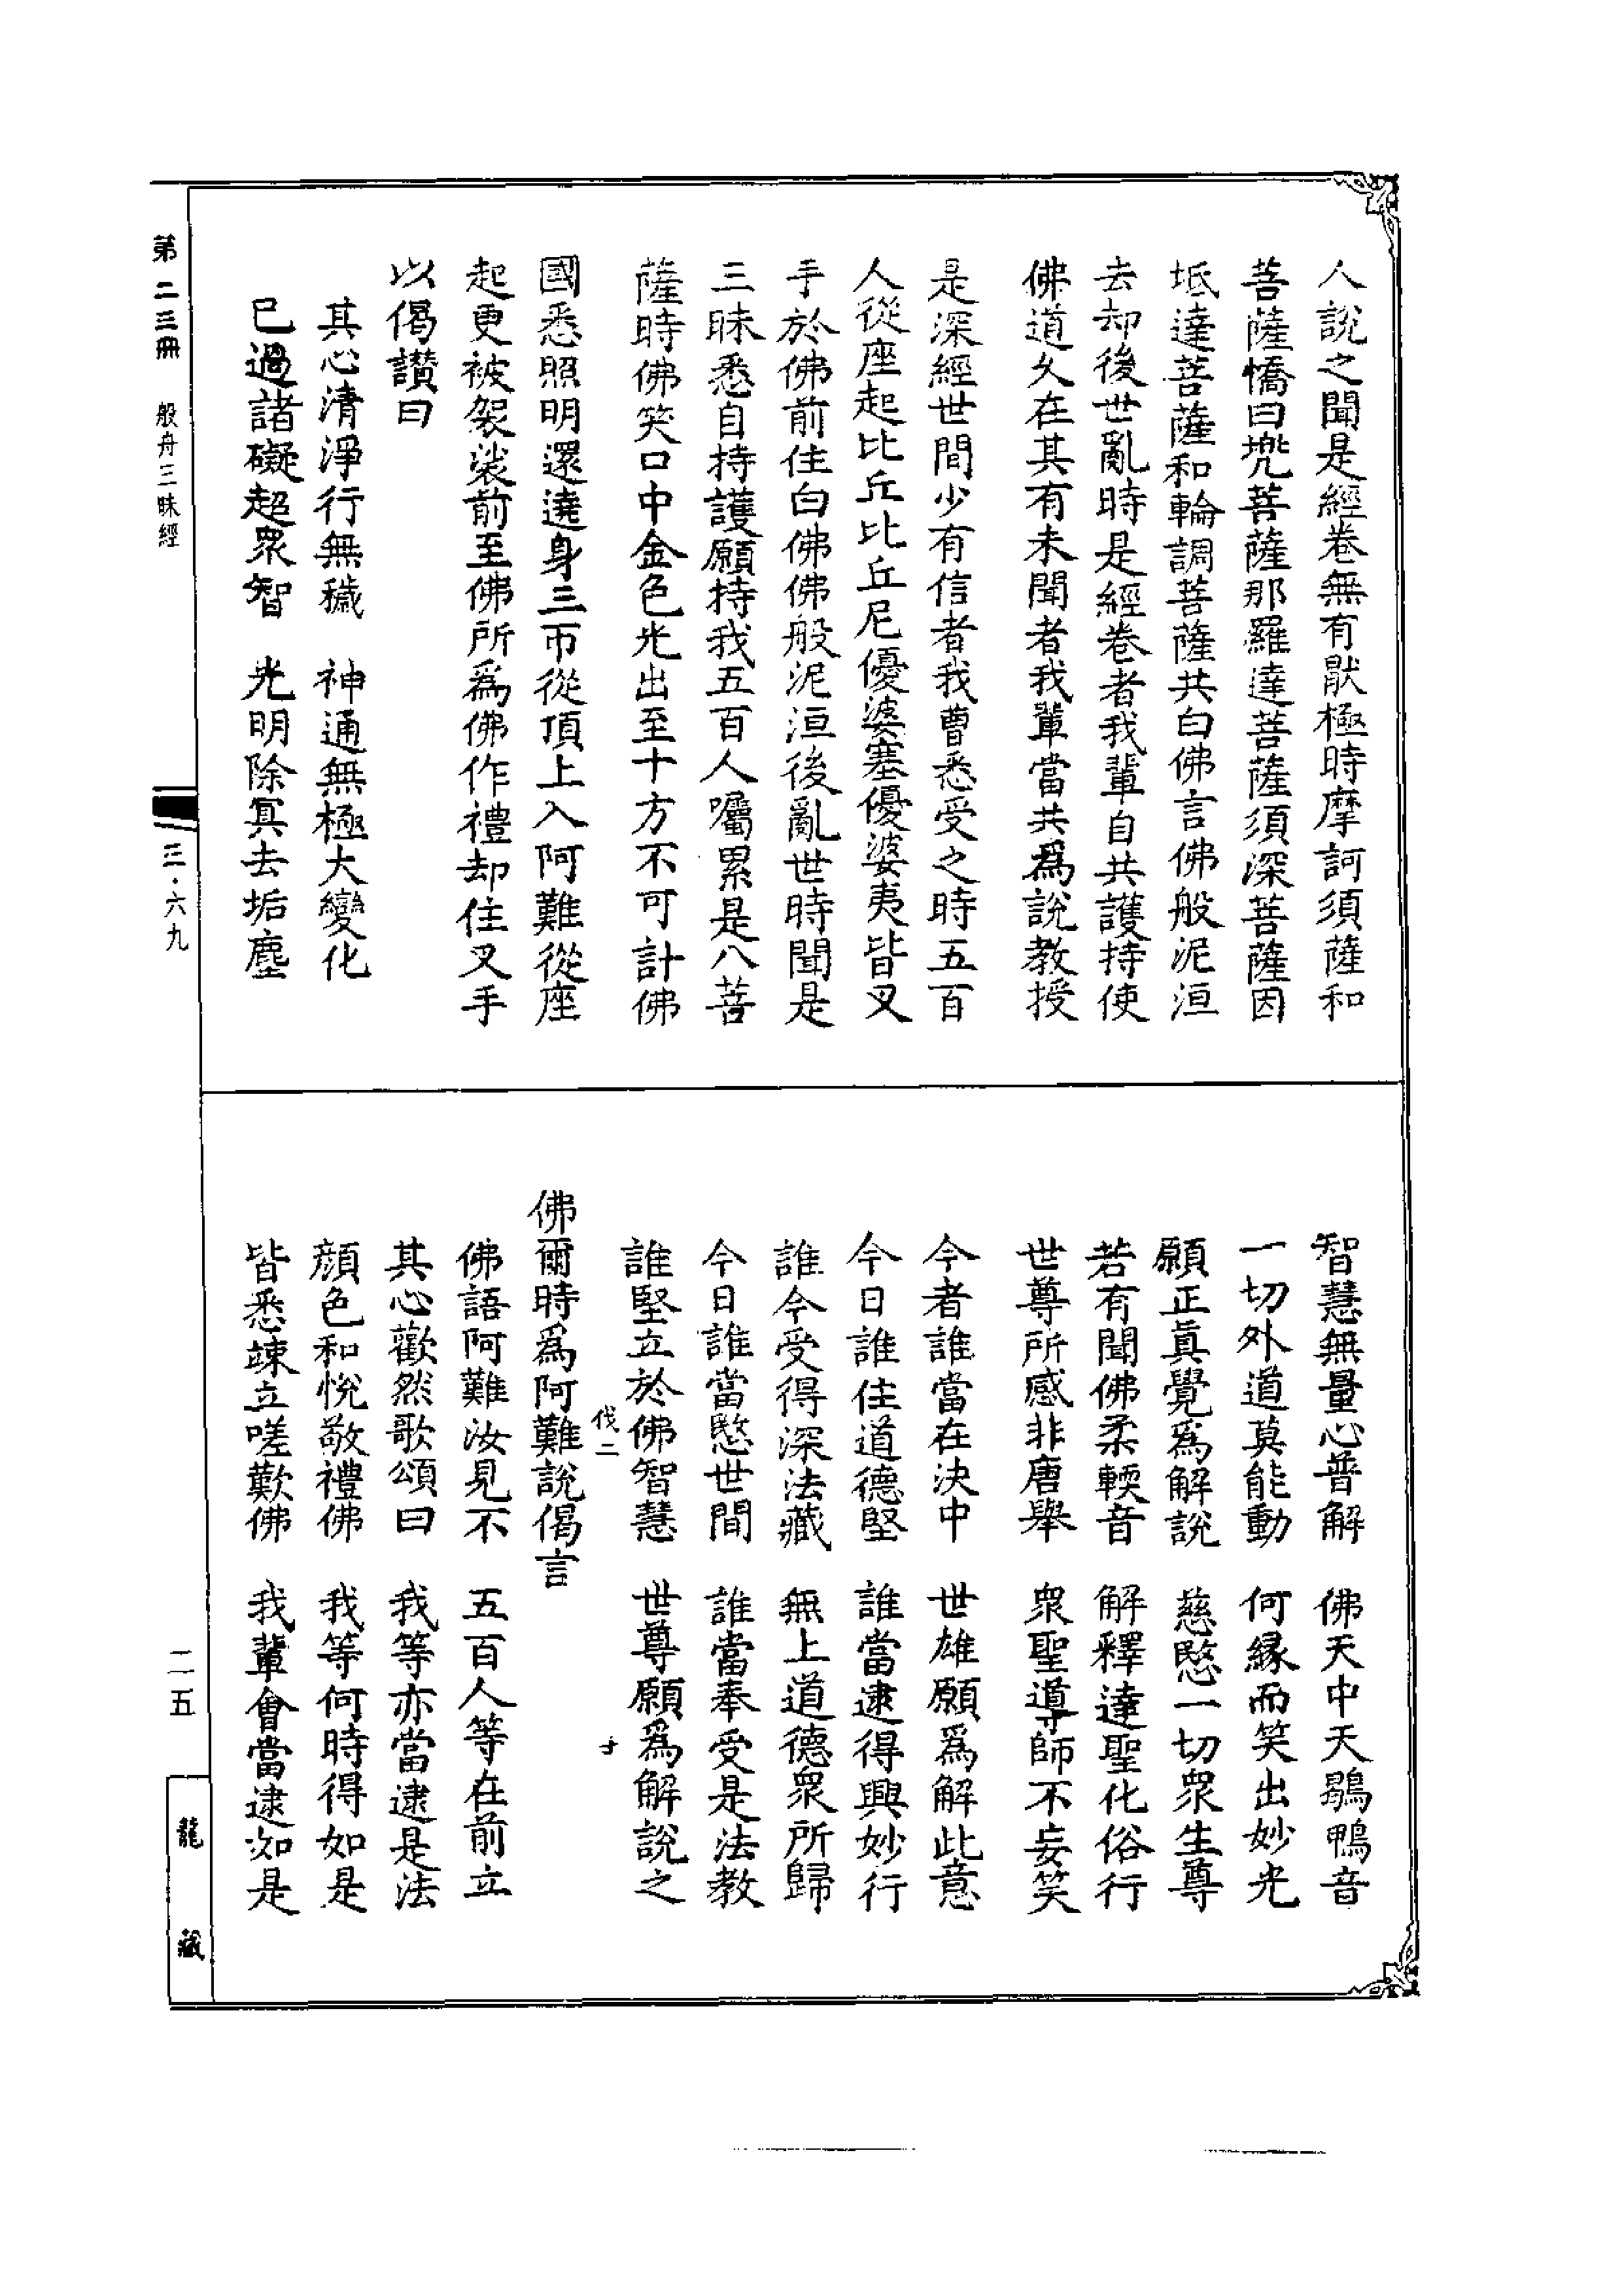 人說之聞是經卷無有猒極時摩訶須薩和
菩薩憍曰兠菩薩那羅達菩薩須深菩薩因
坻達菩薩和輪調菩薩共白佛言佛般泥洹
去却後世亂時是經卷者我輩自共護持使
佛道久在其有未聞者我輩當共爲說教授
是深經世間少有信者我曹悉受之時五百
人從座起比丘比丘尼優婆塞優婆夷皆叉
手於佛前住白佛佛般泥洹後亂世時聞是
三昧悉自持護願持我五百人囑累是八菩
薩時佛笑口中金色光出至十方不可計佛
國悉照明還遶身三帀從頂上入阿難從座
起更被袈裟前至佛所爲佛作禮却住叉手
以偈讃曰
其心清淨行無穢　神通無極大變化
已過諸礙超衆智　光明除冥去垢塵
智慧無量心普解　佛天中天鶡鴨音
一切外道莫能動　何緣而笑出妙光
願正眞覺爲解說　慈愍一切衆生尊
若有聞佛柔輭音　解釋達聖化俗行
世尊所感非唐舉　衆聖導師不妄笑
今者誰當在決中　世雄願爲解此意
今日誰住道德堅　誰當逮得興妙行
誰今受得深法藏　無上道德衆所歸
今日誰當愍世間　誰當奉受是法教
誰堅立於佛智慧　世尊願爲解說之
伐二
佛爾時爲阿難說偈言
佛語阿難汝見不　五百人等在前立
其心歡然歌頌曰　我等亦當逮是法
顏色和悅敬禮佛　我等何時得如是
皆悉竦立嗟歎佛　我輩會當逮如是
第二三冊　般舟三昧經
三·六九
二五
龍藏